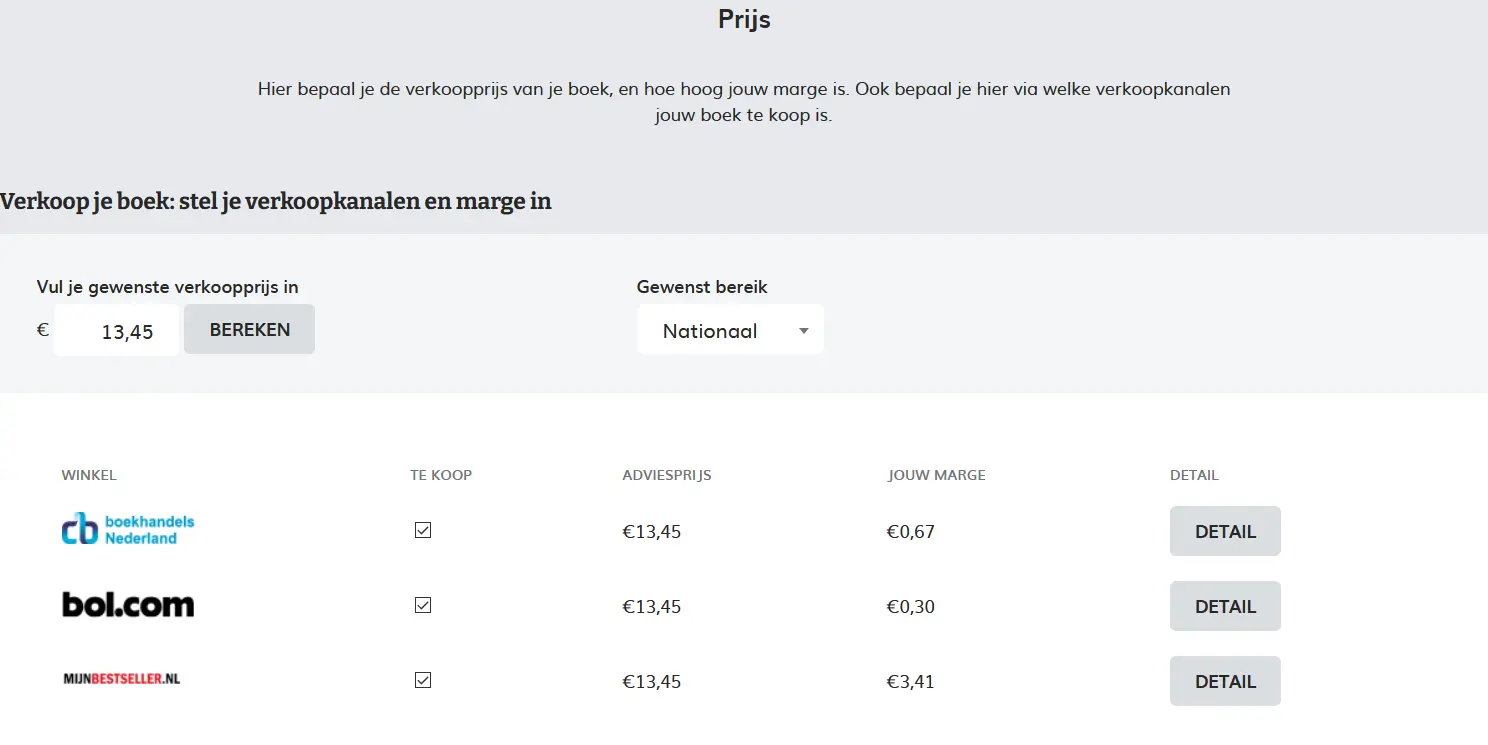 Prijs
Hier bepaal je de verkoopprijs van je boek, en hoe hoog jouw marge is. Ook bepaal je hier via welke verkoopkanalen
jouw boek te koop is.
Verkoop je boek: stel je verkoopkanalen en marge in
Vul je gewenste verkoopprijs in
Gewenst bereik
€ 13,45 BEREKEN
Nationaal
WINKEL TE KOOP ADVIESPRIJS JOUW MARGE DETAIL
cb boekhandels
Nederland
€13,45 €0,67 DETAIL
bol.com €13,45 €0,30 DETAIL
MIJNBESTSELLER.NL €13,45 €3,41 DETAIL